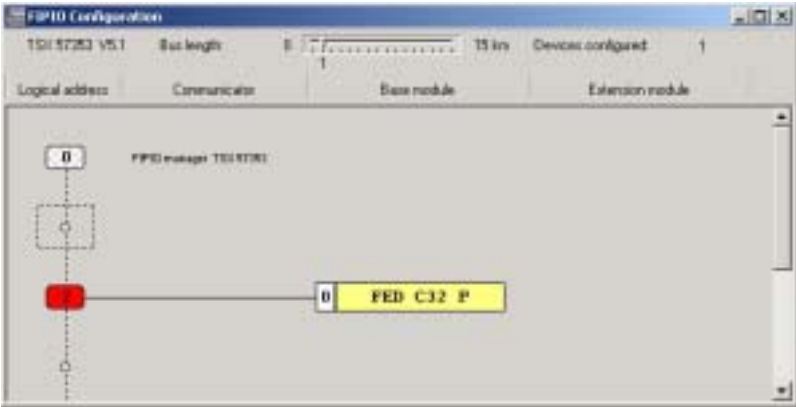 FIPIO Configuration
TSX 57353 V5.1 Bus length 0 15 km Devices configured: 1
1
Logical address Communicator Base module Extension module
0 FIPIO manager TSX 57353
0 FED C32 P